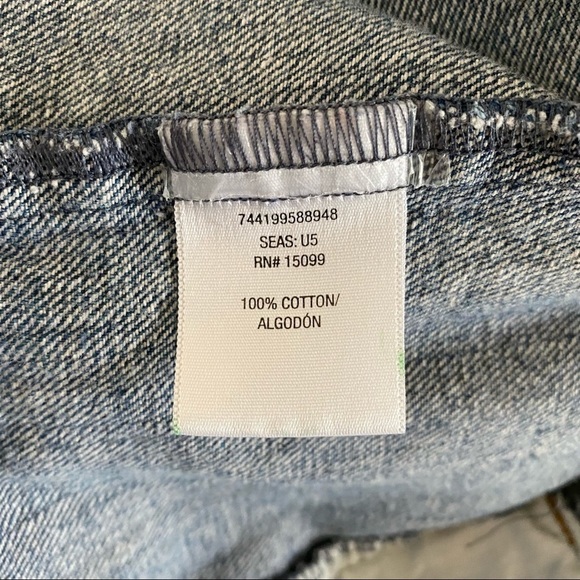 744199588948
SEAS: U5
RN# 15099
100% COTTON/
ALGODÓN